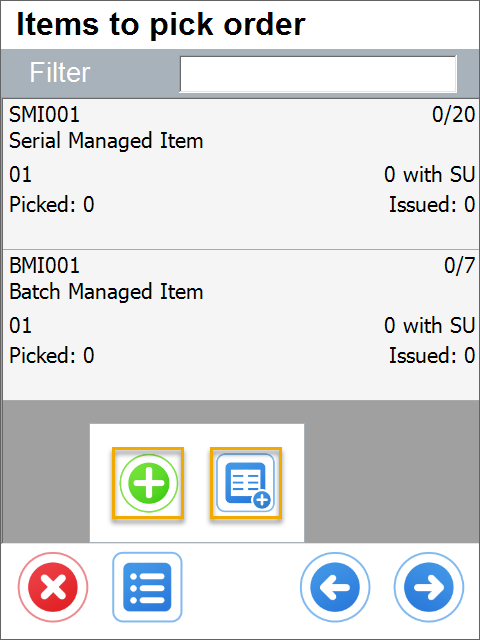 Items to pick order
Filter
SMI001 0/20
Serial Managed Item
01 0 with SU
Picked: 0 Issued: 0
BMI001 0/7
Batch Managed Item
01 0 with SU
Picked: 0 Issued: 0